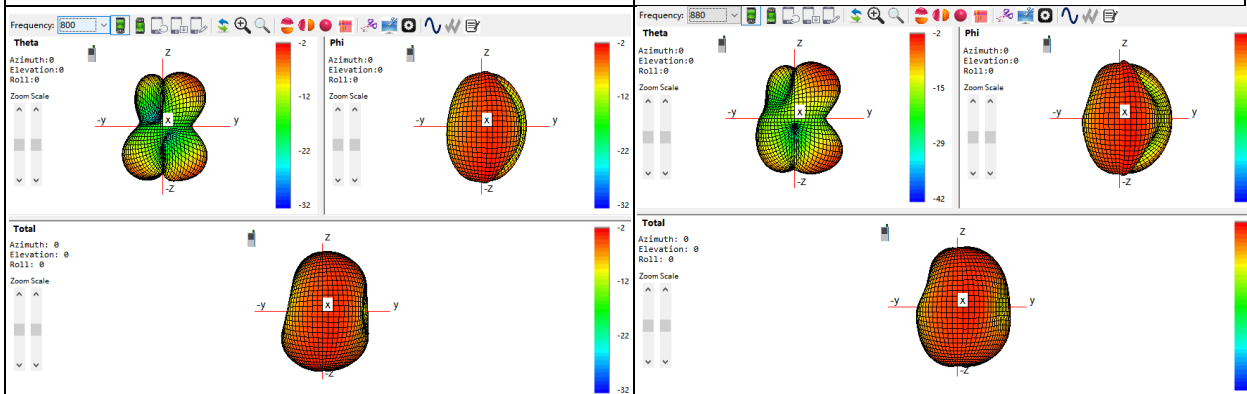 Frequency: 800
Theta
Azimuth:0
Elevation:0
Roll:0
Zoom Scale
Z
-y
X
y
-Z
-2
-12
-22
-32
Phi
Azimuth:0
Elevation:0
Roll:0
Zoom Scale
Z
-y
X
y
-Z
-2
-12
-22
-32
Total
Azimuth: 0
Elevation: 0
Roll: 0
Zoom Scale
Z
-y
X
y
-Z
-2
-12
-22
-32
Frequency: 880
Theta
Azimuth:0
Elevation:0
Roll:0
Zoom Scale
Z
-y
X
y
-Z
-2
-15
-29
-42
Phi
Azimuth:0
Elevation:0
Roll:0
Zoom Scale
Z
-y
X
y
-Z
Total
Azimuth: 0
Elevation: 0
Roll: 0
Zoom Scale
Z
-y
X
y
-Z